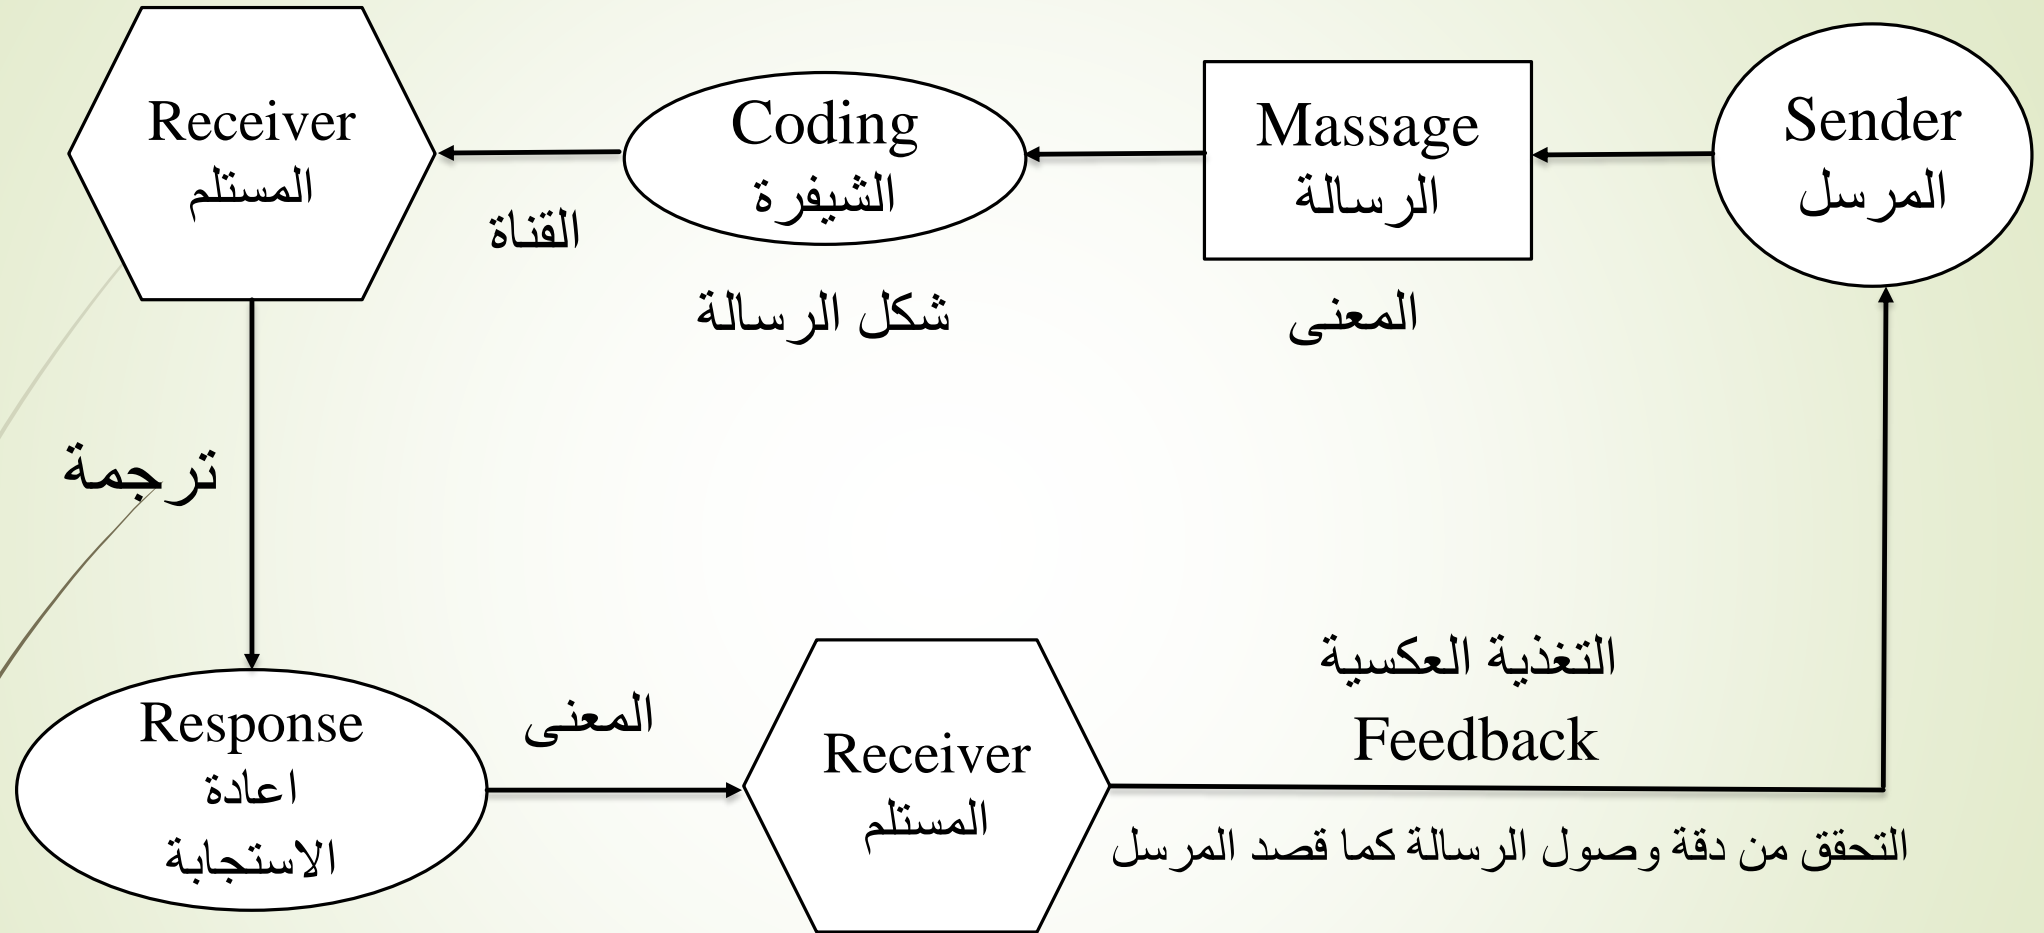 Sender
المرسل
Massage
الرسالة
المعنى
Coding
الشيفرة
شكل الرسالة
القناة
Receiver
المستلم
ترجمة
Response
اعادة
الاستجابة
المعنى
Receiver
المستلم
التغذية العكسية
Feedback
التحقق من دقة وصول الرسالة كما قصد المرسل